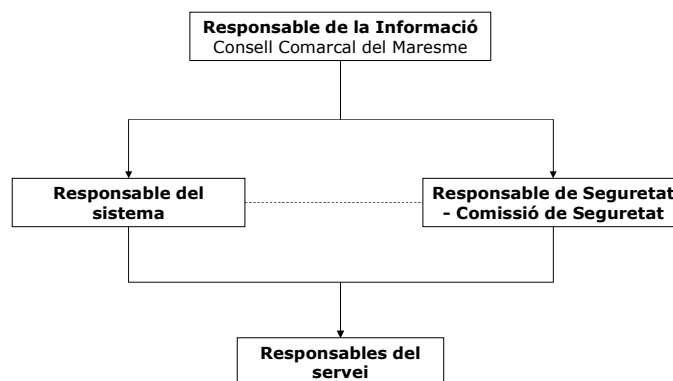 Responsable de la Informació
Consell Comarcal del Maresme
Responsable del
sistema
Responsable de Seguretat
- Comissió de Seguretat
Responsables del
servei